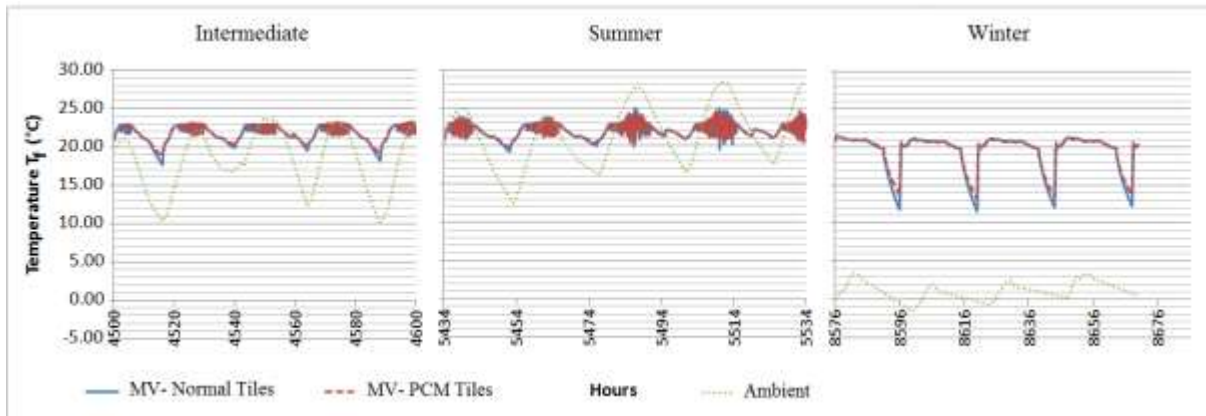 Intermediate Summer Winter
Temperature Tf (°C)
30.00
25.00
20.00
15.00
10.00
5.00
0.00
-5.00
4500 4520 4540 4560 4580 4600
5434 5454 5474 5494 5514 5534
8576 8596 8616 8636 8656 8676
MV- Normal Tiles MV- PCM Tiles Hours Ambient